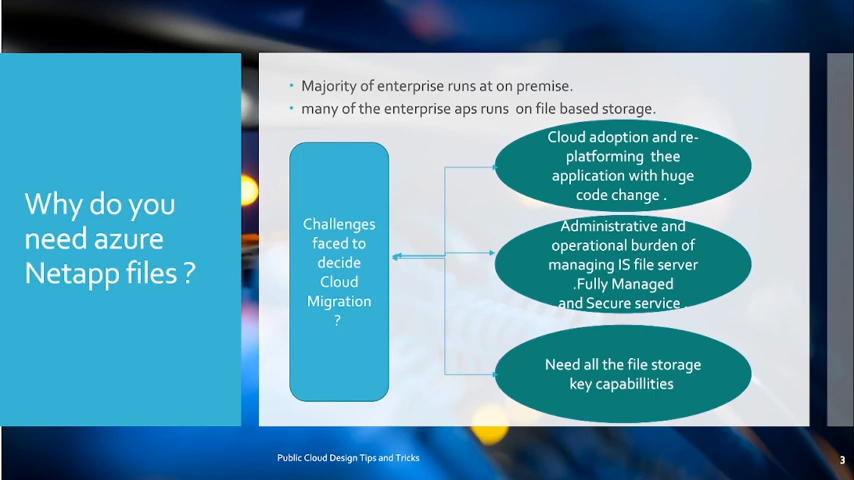 Why do you
need azure
Netapp files ?
• Majority of enterprise runs at on premise.
• many of the enterprise aps runs on file based storage.
Challenges
faced to
decide
Cloud
Migration
?
Cloud adoption and re-
platforming thee
application with huge
code change .
Administrative and
operational burden of
managing IS file server
.Fully Managed
and Secure service .
Need all the file storage
key capabillities
Public Cloud Design Tips and Tricks
3